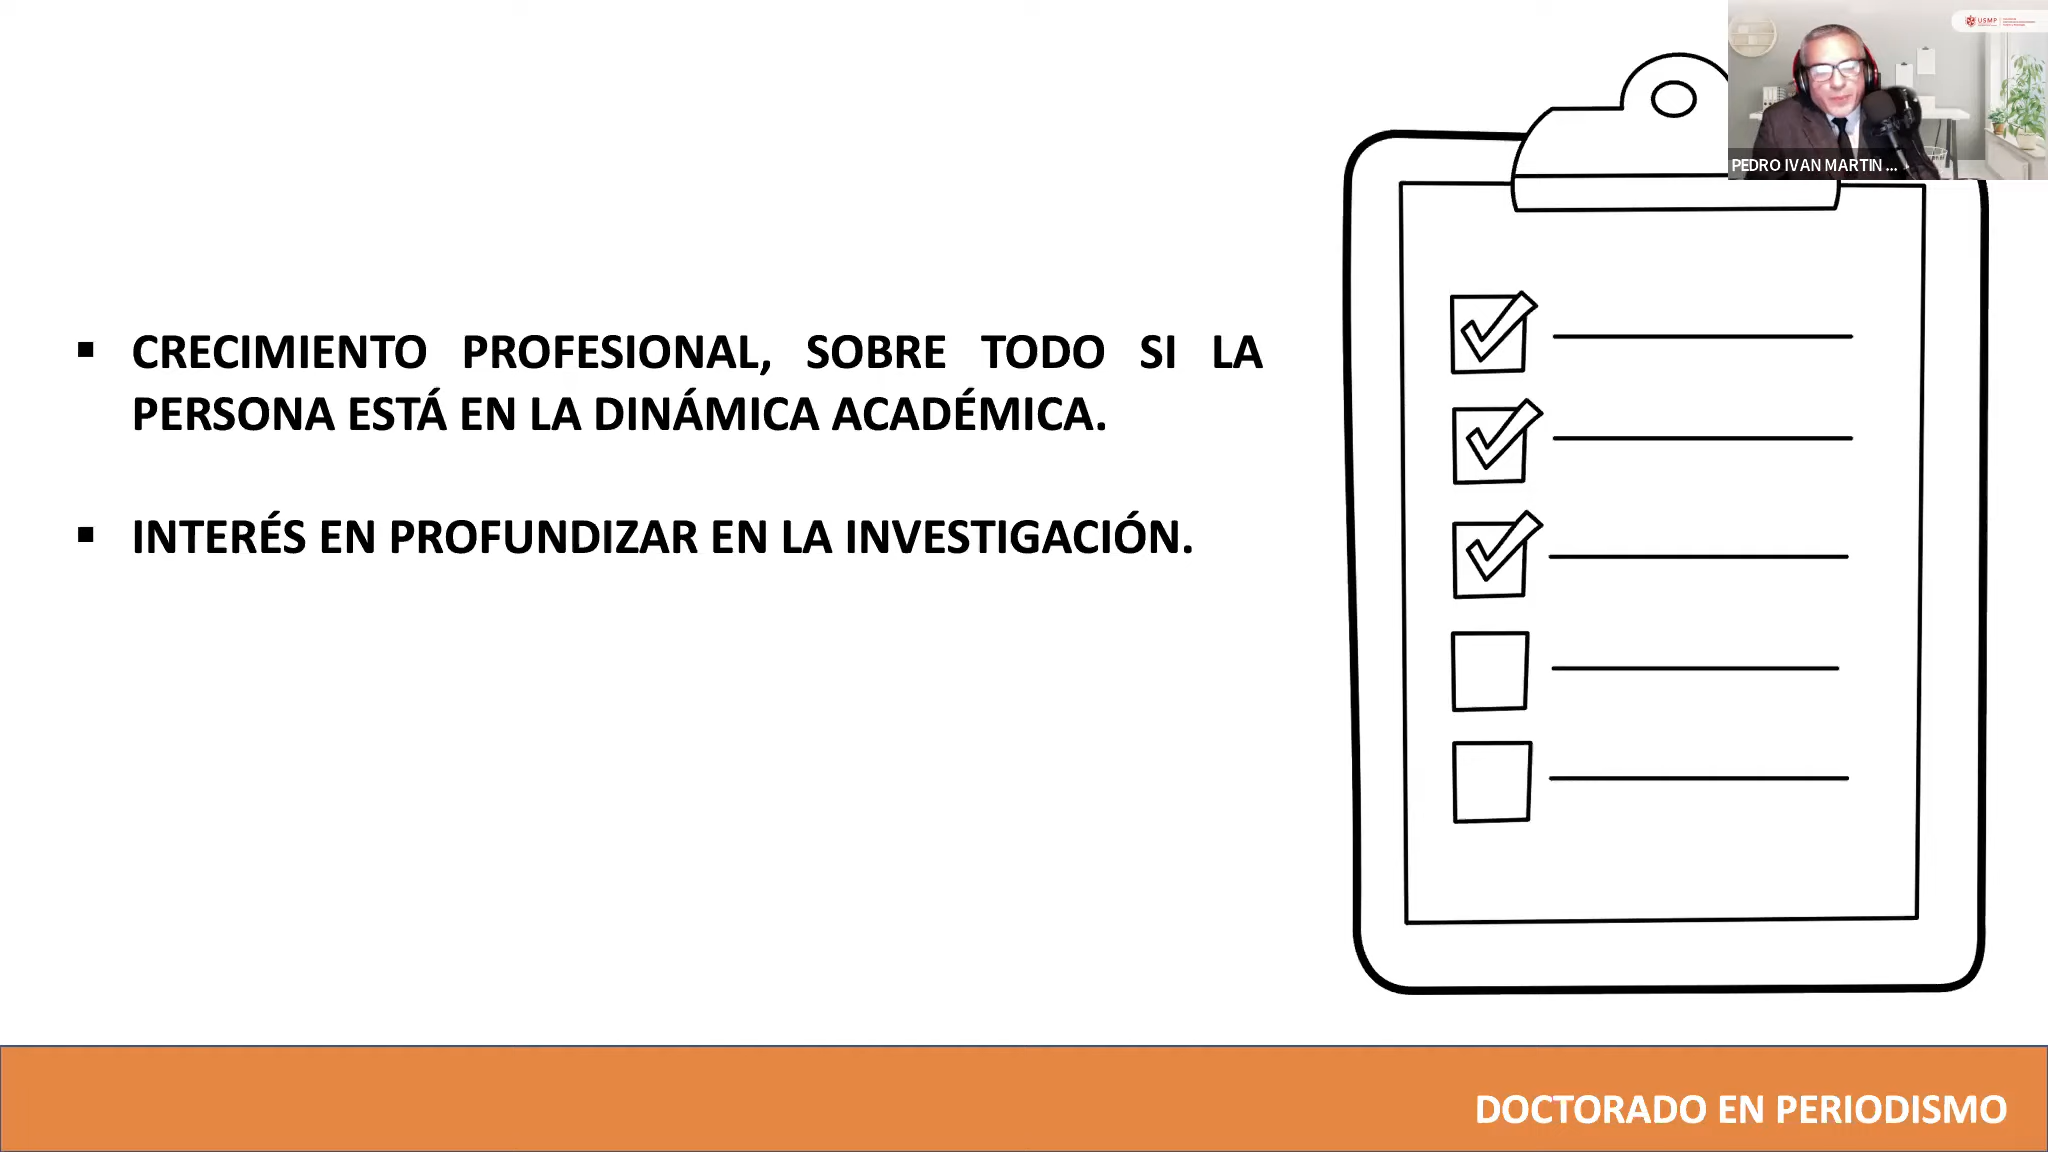 USMP
PEDRO IVAN MARTIN ...
▪ CRECIMIENTO PROFESIONAL, SOBRE TODO SI LA
PERSONA ESTÁ EN LA DINÁMICA ACADÉMICA.
▪ INTERÉS EN PROFUNDIZAR EN LA INVESTIGACIÓN.
DOCTORADO EN PERIODISMO